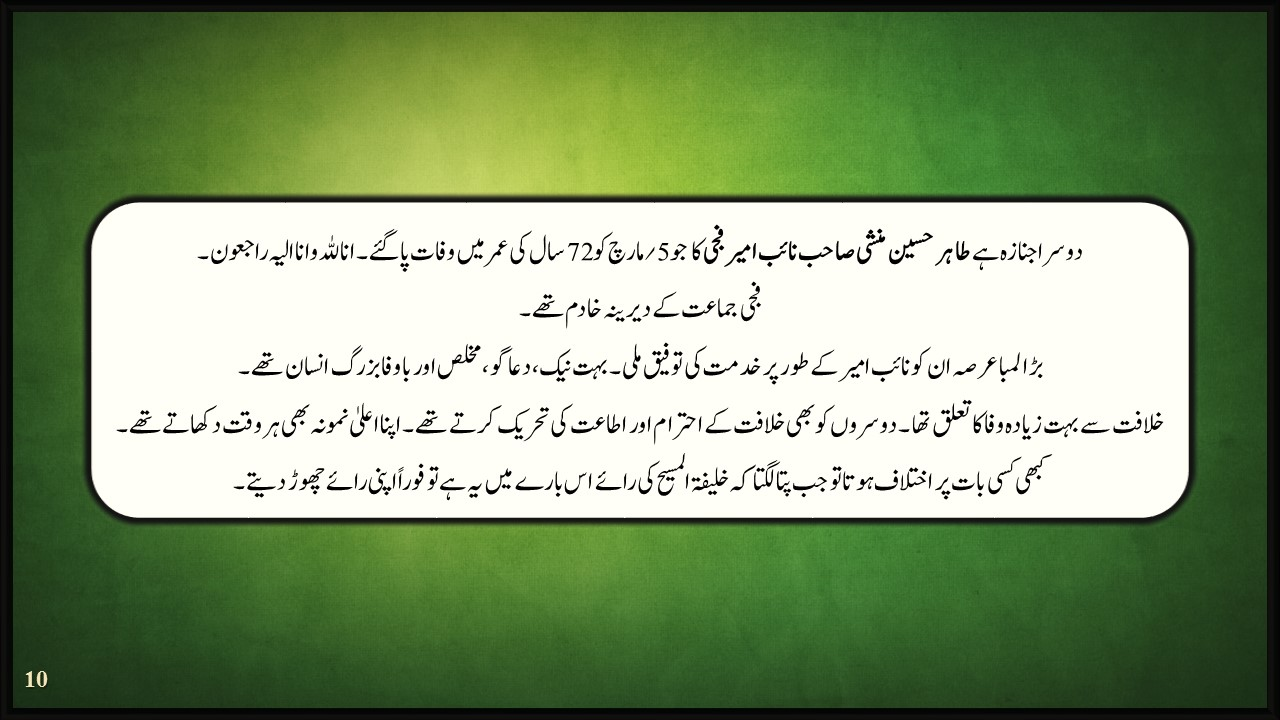 دوسرا جنازہ ہے طاہر حسین منشی صاحب نائب امیر فجی کا جو 5؍مارچ کو 72 سال کی عمر میں وفات پا گئے۔ اناللہ وانا الیہ راجعون۔
فجی جماعت کے دیرینہ خادم تھے۔
بڑا لمبا عرصہ ان کو نائب امیر کے طور پر خدمت کی توفیق ملی۔ بہت نیک، دعا گو، مخلص اور باوفا بزرگ انسان تھے۔
خلافت سے بہت زیادہ وفا کا تعلق تھا۔ دوسروں کو بھی خلافت کے احترام اور اطاعت کی تحریک کرتے تھے۔ اپنا اعلیٰ نمونہ بھی ہر وقت دکھاتے تھے۔
کبھی کسی بات پر اختلاف ہوتا تو جب پتا لگتا کہ خلیفۃ المسیح کی رائے اس بارے میں یہ ہے تو فوراً اپنی رائے چھوڑ دیتے۔
10